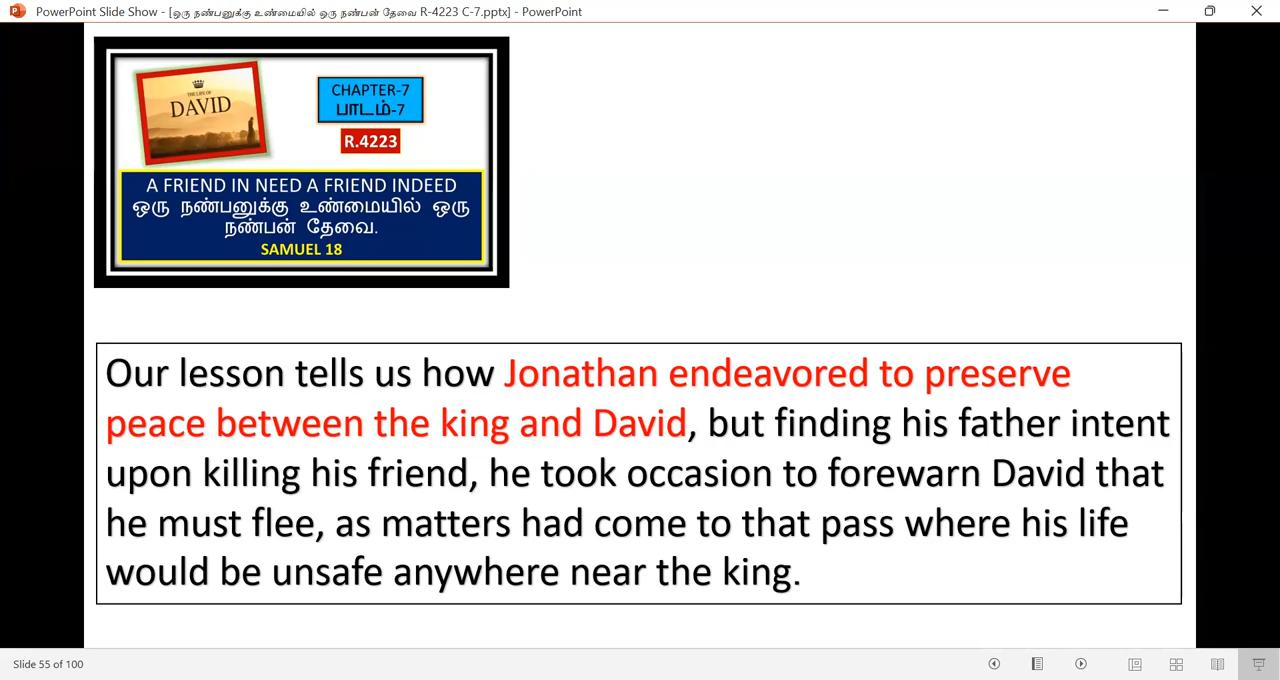 PowerPoint Slide Show - [ஒரு நண்பனுக்கு உண்மையில் ஒரு நண்பன் தேவை R-4223 C-7.pptx] - PowerPoint
THE LIFE OF
DAVID
CHAPTER-7
பாடம்-7
R.4223
A FRIEND IN NEED A FRIEND INDEED
ஒரு நண்பனுக்கு உண்மையில் ஒரு
நண்பன் தேவை.
SAMUEL 18
Our lesson tells us how Jonathan endeavored to preserve
peace between the king and David, but finding his father intent
upon killing his friend, he took occasion to forewarn David that
he must flee, as matters had come to that pass where his life
would be unsafe anywhere near the king.
Slide 55 of 100